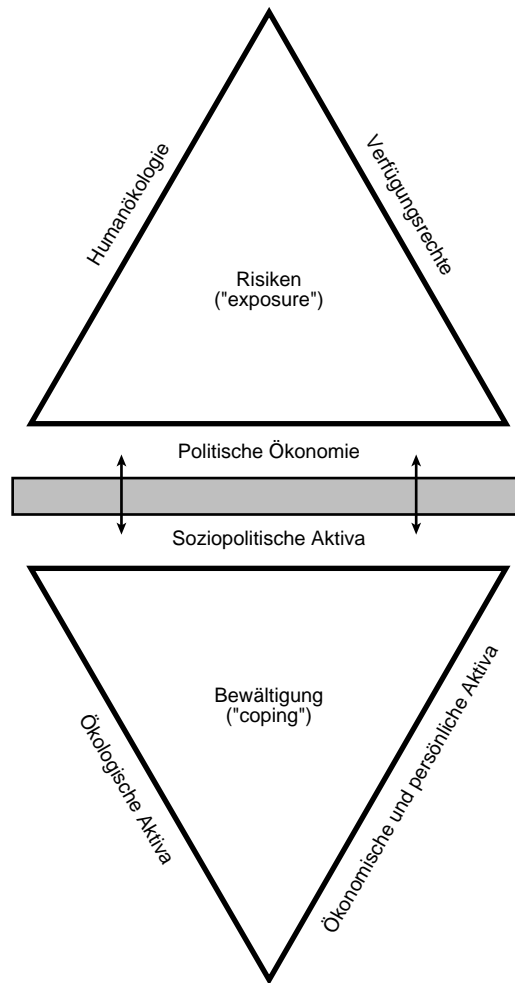 Humanökologie
Verfügungsrechte
Risiken
("exposure")
Politische Ökonomie
Soziopolitische Aktiva
Bewältigung
("coping")
Ökologische Aktiva
Ökonomische und persönliche Aktiva